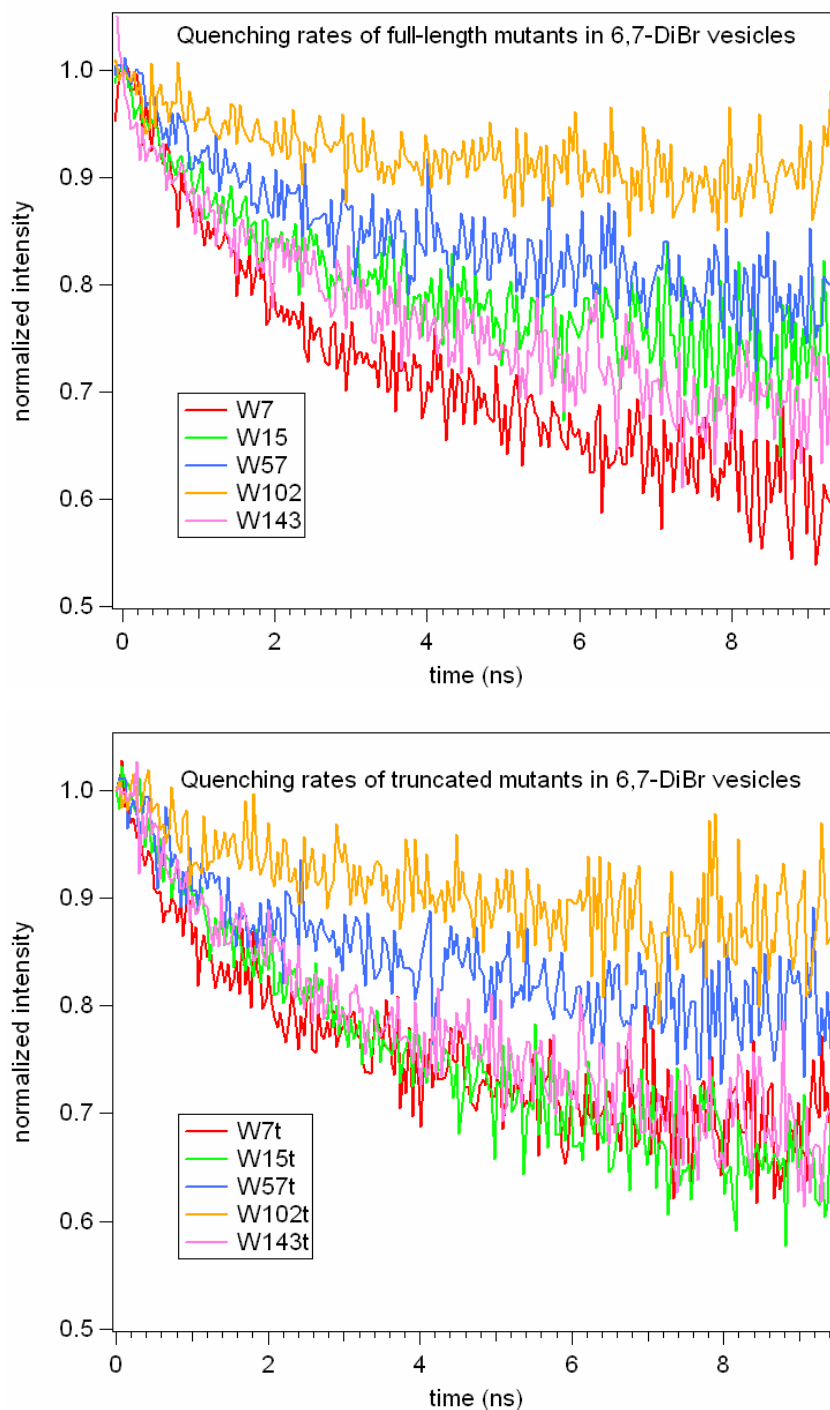 Quenching rates of full-length mutants in 6,7-DiBr vesicles
1.0
0.9
0.8
0.7
0.6
0.5
normalized intensity
W7
W15
W57
W102
W143
0 2 4 6 8
time (ns)
Quenching rates of truncated mutants in 6,7-DiBr vesicles
1.0
0.9
0.8
0.7
0.6
0.5
normalized intensity
W7t
W15t
W57t
W102t
W143t
0 2 4 6 8
time (ns)